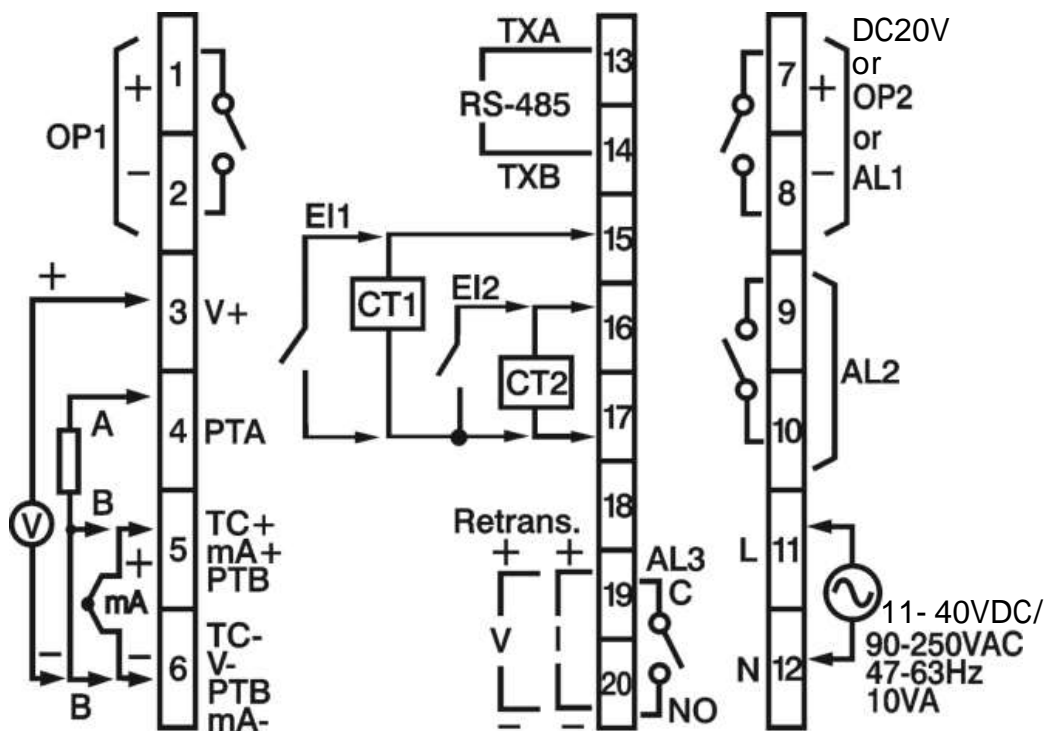 OP1
+
-
1
2
+
3
V+
A
4
PTA
B
V
+
mA
-
-
B
5
TC+
mA+
PTB
6
TC-
V-
PTB
mA-
TXA
RS-485
TXB
13
14
EI1
CT1
EI2
CT2
15
16
17
18
Retrans.
+ +
V I
- -
19
20
AL3
C
NO
7
8
+
-
DC20V
or
OP2
or
AL1
9
10
AL2
L
11
N
12
11- 40VDC/
90-250VAC
47-63Hz
10VA